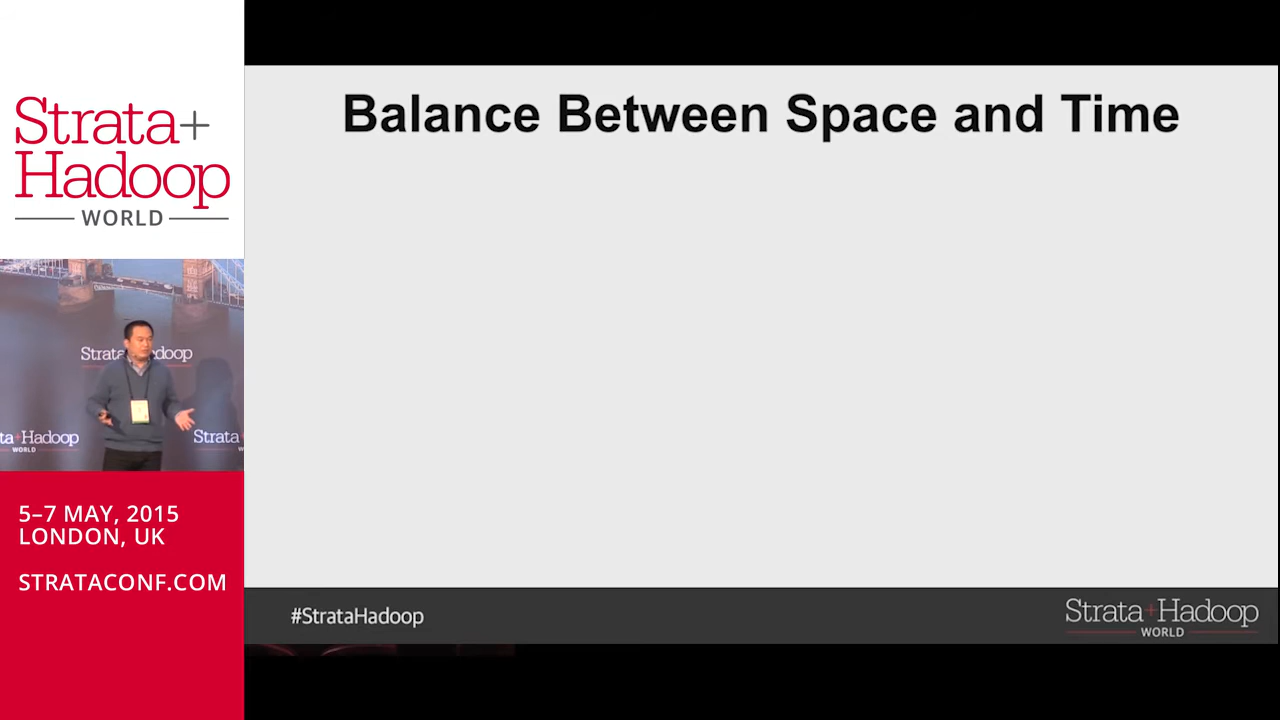 Strata+
Hadoop
WORLD
Strata Hadoop
ta+Hadoop
WORLD
Strata
5–7 MAY, 2015
LONDON, UK
STRATACONF.COM
Balance Between Space and Time
#StrataHadoop
Strata+Hadoop
WORLD